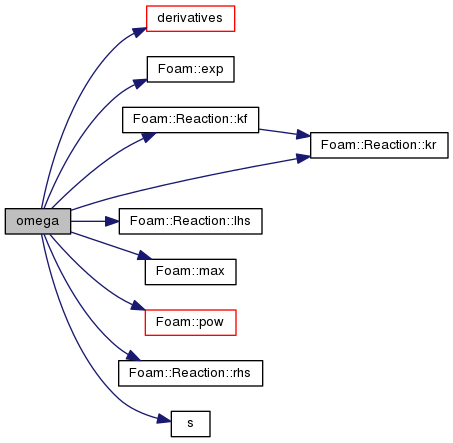 derivatives
Foam::exp
Foam::Reaction::kf
Foam::Reaction::kr
omega
Foam::Reaction::lhs
Foam::max
Foam::pow
Foam::Reaction::rhs
s